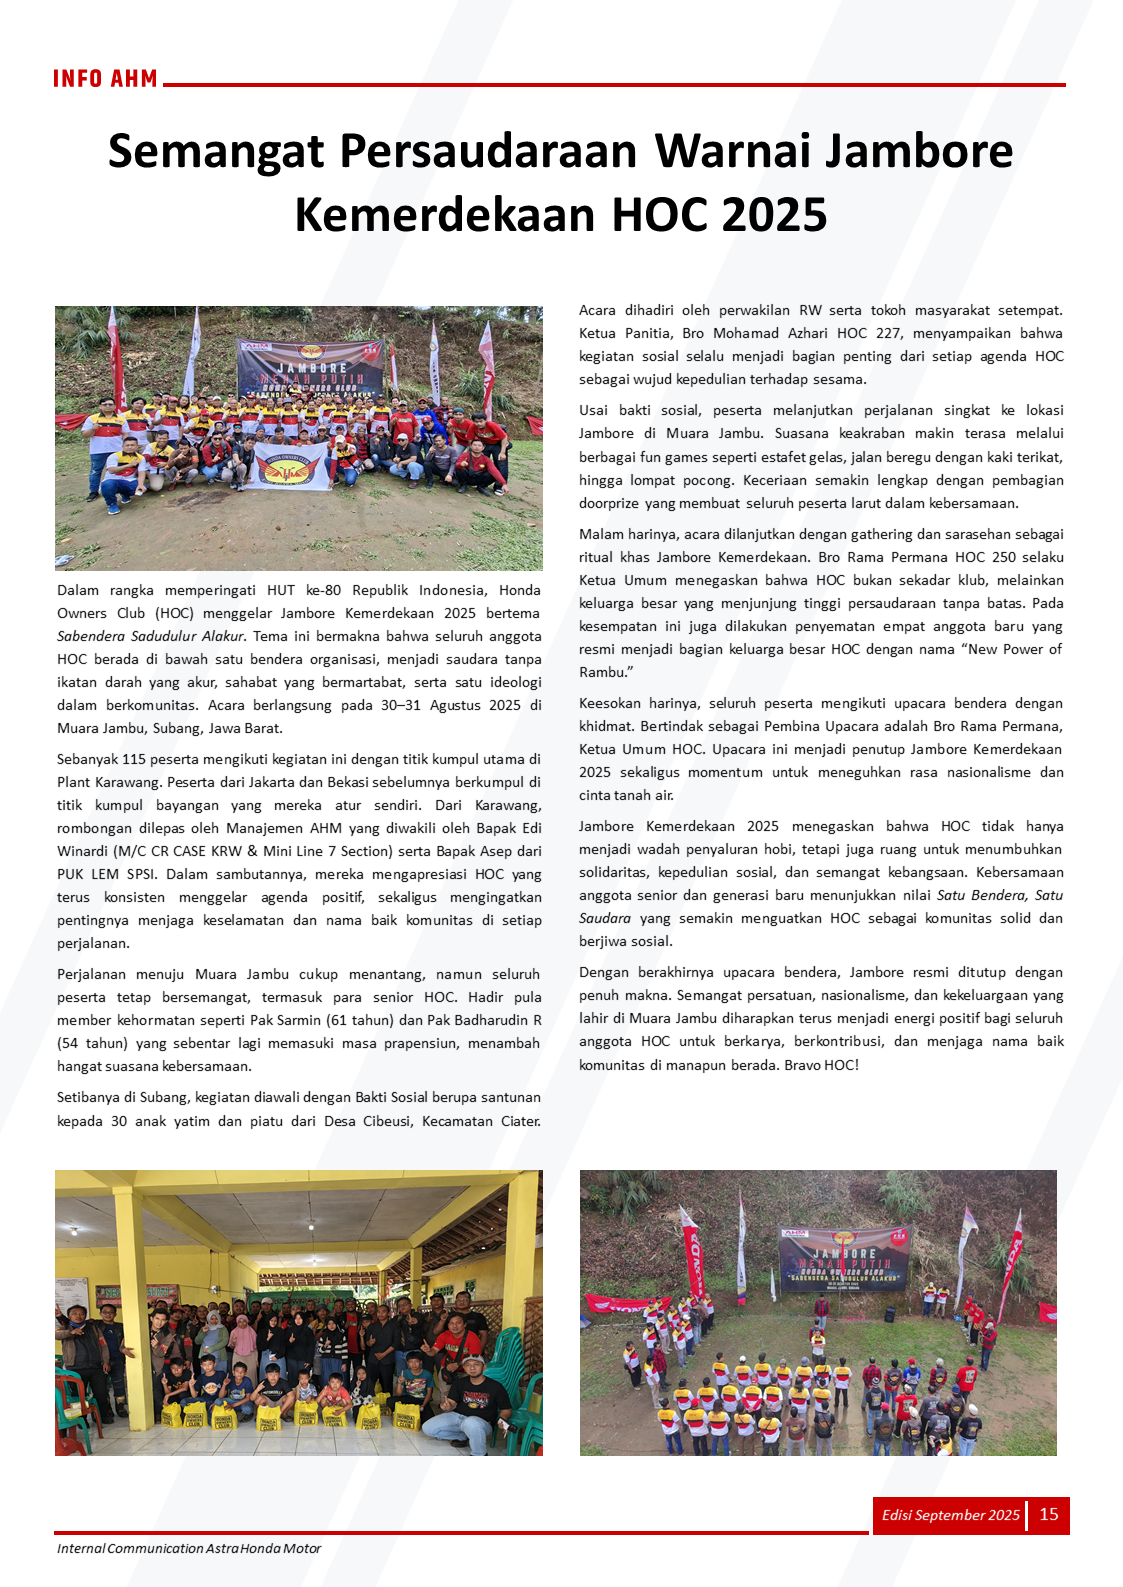 INFO AHM
Semangat Persaudaraan Warnai Jambore
Kemerdekaan HOC 2025
JAMBORE
MERAH PUTIH
HONDA OWNERS CLUB
Dalam rangka memperingati HUT ke-80 Republik Indonesia, Honda
Owners Club (HOC) menggelar Jambore Kemerdekaan 2025 bertema
Sabendera Sadudulur Alakur. Tema ini bermakna bahwa seluruh anggota
HOC berada di bawah satu bendera organisasi, menjadi saudara tanpa
ikatan darah yang akur, sahabat yang bermartabat, serta satu ideologi
dalam berkomunitas. Acara berlangsung pada 30–31 Agustus 2025 di
Muara Jambu, Subang, Jawa Barat.
Sebanyak 115 peserta mengikuti kegiatan ini dengan titik kumpul utama di
Plant Karawang. Peserta dari Jakarta dan Bekasi sebelumnya berkumpul di
titik kumpul bayangan yang mereka atur sendiri. Dari Karawang,
rombongan dilepas oleh Manajemen AHM yang diwakili oleh Bapak Edi
Winardi (M/C CR CASE KRW & Mini Line 7 Section) serta Bapak Asep dari
PUK LEM SPSI. Dalam sambutannya, mereka mengapresiasi HOC yang
terus konsisten menggelar agenda positif, sekaligus mengingatkan
pentingnya menjaga keselamatan dan nama baik komunitas di setiap
perjalanan.
Perjalanan menuju Muara Jambu cukup menantang, namun seluruh
peserta tetap bersemangat, termasuk para senior HOC. Hadir pula
member kehormatan seperti Pak Sarmin (61 tahun) dan Pak Badharudin R
(54 tahun) yang sebentar lagi memasuki masa prapensiun, menambah
hangat suasana kebersamaan.
Setibanya di Subang, kegiatan diawali dengan Bakti Sosial berupa santunan
kepada 30 anak yatim dan piatu dari Desa Cibeusi, Kecamatan Ciater.
Acara dihadiri oleh perwakilan RW serta tokoh masyarakat setempat.
Ketua Panitia, Bro Mohamad Azhari HOC 227, menyampaikan bahwa
kegiatan sosial selalu menjadi bagian penting dari setiap agenda HOC
sebagai wujud kepedulian terhadap sesama.
Usai bakti sosial, peserta melanjutkan perjalanan singkat ke lokasi
Jambore di Muara Jambu. Suasana keakraban makin terasa melalui
berbagai fun games seperti estafet gelas, jalan beregu dengan kaki terikat,
hingga lompat pocong. Keceriaan semakin lengkap dengan pembagian
doorprize yang membuat seluruh peserta larut dalam kebersamaan.
Malam harinya, acara dilanjutkan dengan gathering dan sarasehan sebagai
ritual khas Jambore Kemerdekaan. Bro Rama Permana HOC 250 selaku
Ketua Umum menegaskan bahwa HOC bukan sekadar klub, melainkan
keluarga besar yang menjunjung tinggi persaudaraan tanpa batas. Pada
kesempatan ini juga dilakukan penyematan empat anggota baru yang
resmi menjadi bagian keluarga besar HOC dengan nama “New Power of
Rambu.”
Keesokan harinya, seluruh peserta mengikuti upacara bendera dengan
khidmat. Bertindak sebagai Pembina Upacara adalah Bro Rama Permana,
Ketua Umum HOC. Upacara ini menjadi penutup Jambore Kemerdekaan
2025 sekaligus momentum untuk meneguhkan rasa nasionalisme dan
cinta tanah air.
Jambore Kemerdekaan 2025 menegaskan bahwa HOC tidak hanya
menjadi wadah penyaluran hobi, tetapi juga ruang untuk menumbuhkan
solidaritas, kepedulian sosial, dan semangat kebangsaan. Kebersamaan
anggota senior dan generasi baru menunjukkan nilai Satu Bendera, Satu
Saudara yang semakin menguatkan HOC sebagai komunitas solid dan
berjiwa sosial.
Dengan berakhirnya upacara bendera, Jambore resmi ditutup dengan
penuh makna. Semangat persatuan, nasionalisme, dan kekeluargaan yang
lahir di Muara Jambu diharapkan terus menjadi energi positif bagi seluruh
anggota HOC untuk berkarya, berkontribusi, dan menjaga nama baik
komunitas di manapun berada. Bravo HOC!
JAMBORE
MERAH PUTIH
HONDA OWNERS CLUB
"SABENDERA SADUDULUR ALAKUR"
HONDA
Edisi September 2025 15
Internal Communication Astra Honda Motor